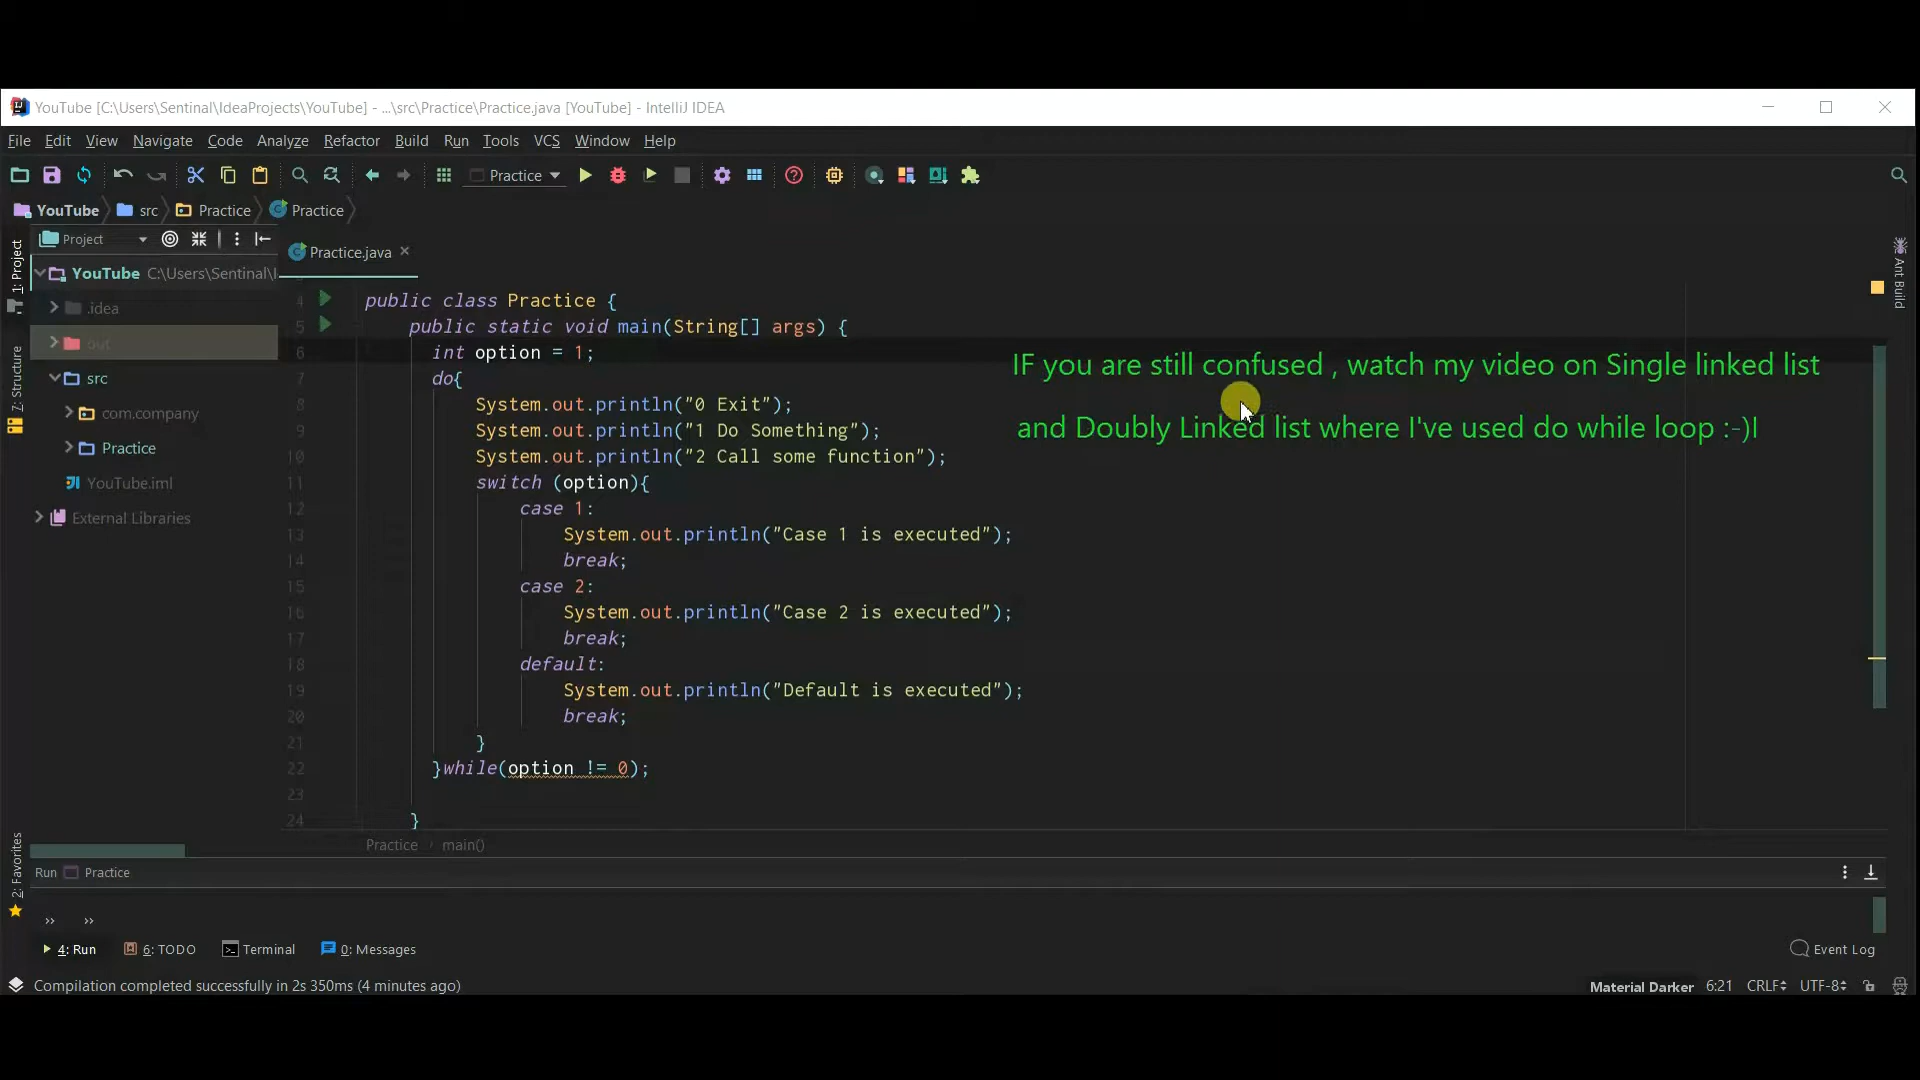 YouTube [C:\Users\Sentinal\IdeaProjects\YouTube] - ...\src\Practice\Practice.java [YouTube] - IntelliJ IDEA
File Edit View Navigate Code Analyze Refactor Build Run Tools VCS Window Help
Practice
YouTube src Practice Practice
1: Project
Project
Practice.java
YouTube C:\Users\Sentinal\I
.idea
out
src
com.company
Practice
YouTube.iml
External Libraries
7: Structure
2: Favorites
Ant Build
4 public class Practice {
5 public static void main(String[] args) {
6 int option = 1;
7 do{
8 System.out.println("0 Exit");
9 System.out.println("1 Do Something");
10 System.out.println("2 Call some function");
11 switch (option){
12 case 1:
13 System.out.println("Case 1 is executed");
14 break;
15 case 2:
16 System.out.println("Case 2 is executed");
17 break;
18 default:
19 System.out.println("Default is executed");
20 break;
21 }
22 }while(option != 0);
23
24 }
IF you are still confused , watch my video on Single linked list
and Doubly Linked list where I've used do while loop :-)I
Practice main()
Run Practice
4: Run 6: TODO Terminal 0: Messages Event Log
Compilation completed successfully in 2s 350ms (4 minutes ago) Material Darker 6:21 CRLF UTF-8